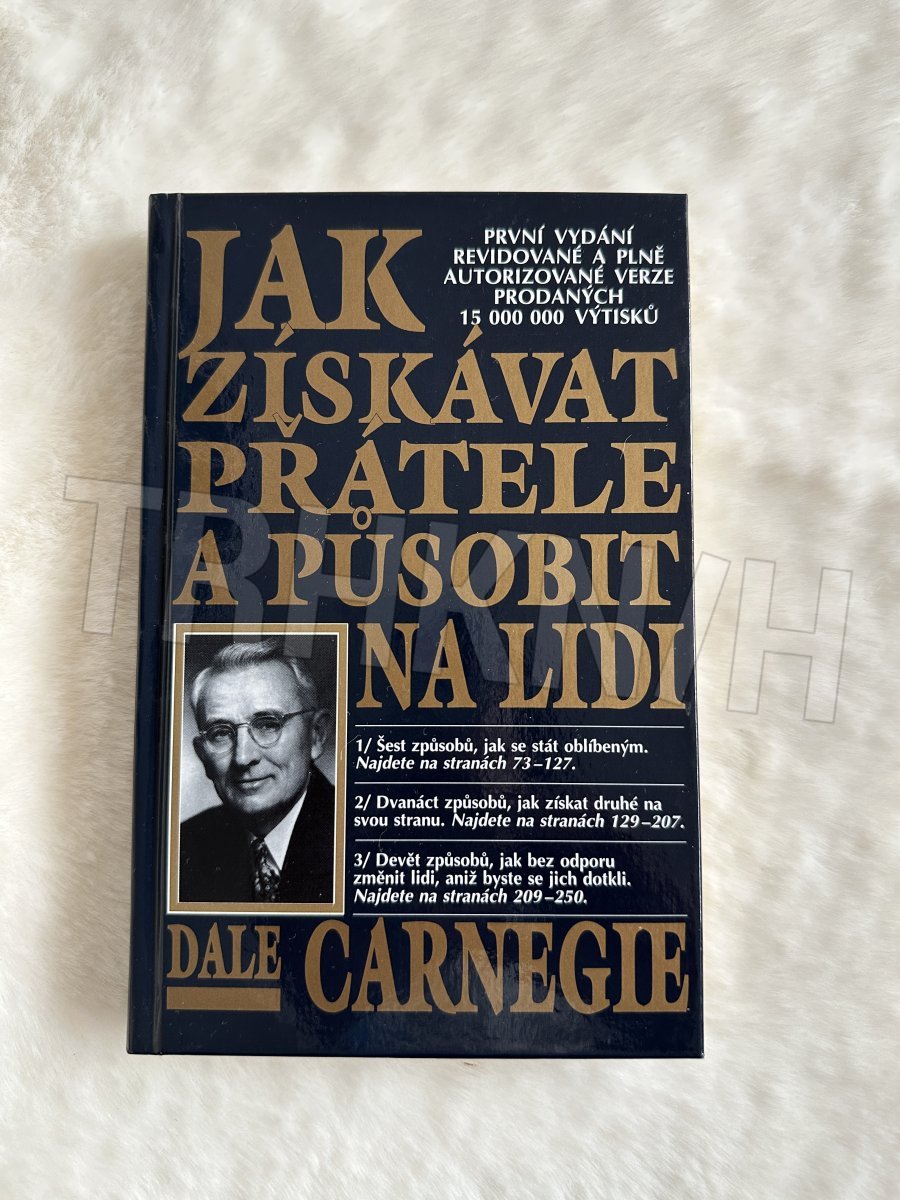 JAK
PRVNÍ VYDÁNÍ
REVIDOVANÉ A PLNĚ
AUTORIZOVANÉ VERZE
PRODANÝCH
15 000 000 VÝTISKŮ
ZÍSKÁVAT
PŘÁTELE
A PŮSOBIT
NA LIDI
1/ Šest způsobů, jak se stát oblíbeným.
Najdete na stranách 73–127.
2/ Dvanáct způsobů, jak získat druhé na
svou stranu. Najdete na stranách 129–207.
3/ Devět způsobů, jak bez odporu
změnit lidi, aniž byste se jich dotkli.
Najdete na stranách 209–250.
DALE CARNEGIE